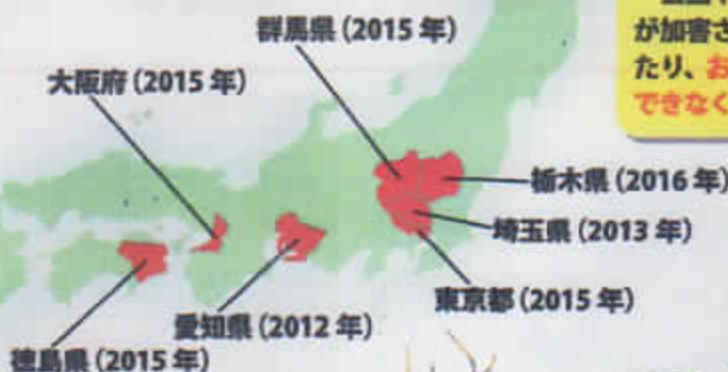 群馬県（2015 年）
が加害さ
たり、お
できなく
大阪府（2015 年）
栃木県（2016 年）
埼玉県（2013 年）
東京都（2015 年）
愛知県（2012 年）
徳島県（2015 年）